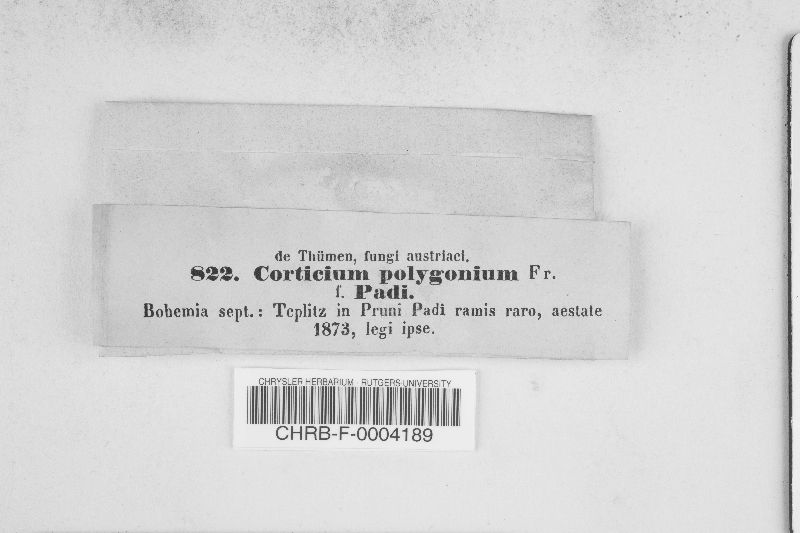 de Thümen, fungi austriaci.
822. Corticium polygonium Fr.
f. Padi.
Bohemia sept.: Teplitz in Pruni Padi ramis raro, aestate
1873, legi ipse.
CHRYSLER HERBARIUM - RUTGERS UNIVERSITY
CHRB-F-0004189